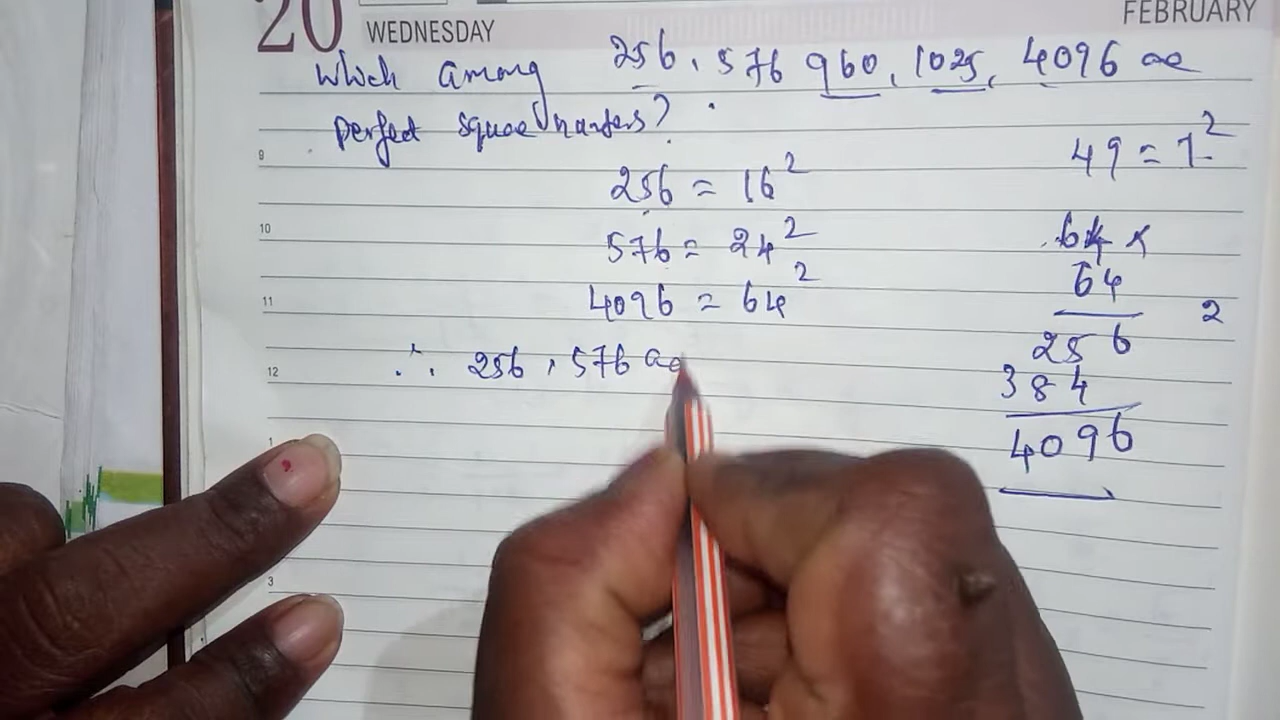 20 WEDNESDAY FEBRUARY
Which among 256, 576 960, 1025, 4096 are
perfect square numbers?
49 = 7²
9
256 = 16²
10
576 = 24²
64 ×
64
11
4096 = 64²
2
256
12
∴ 256, 576 a
384
4096
1
3